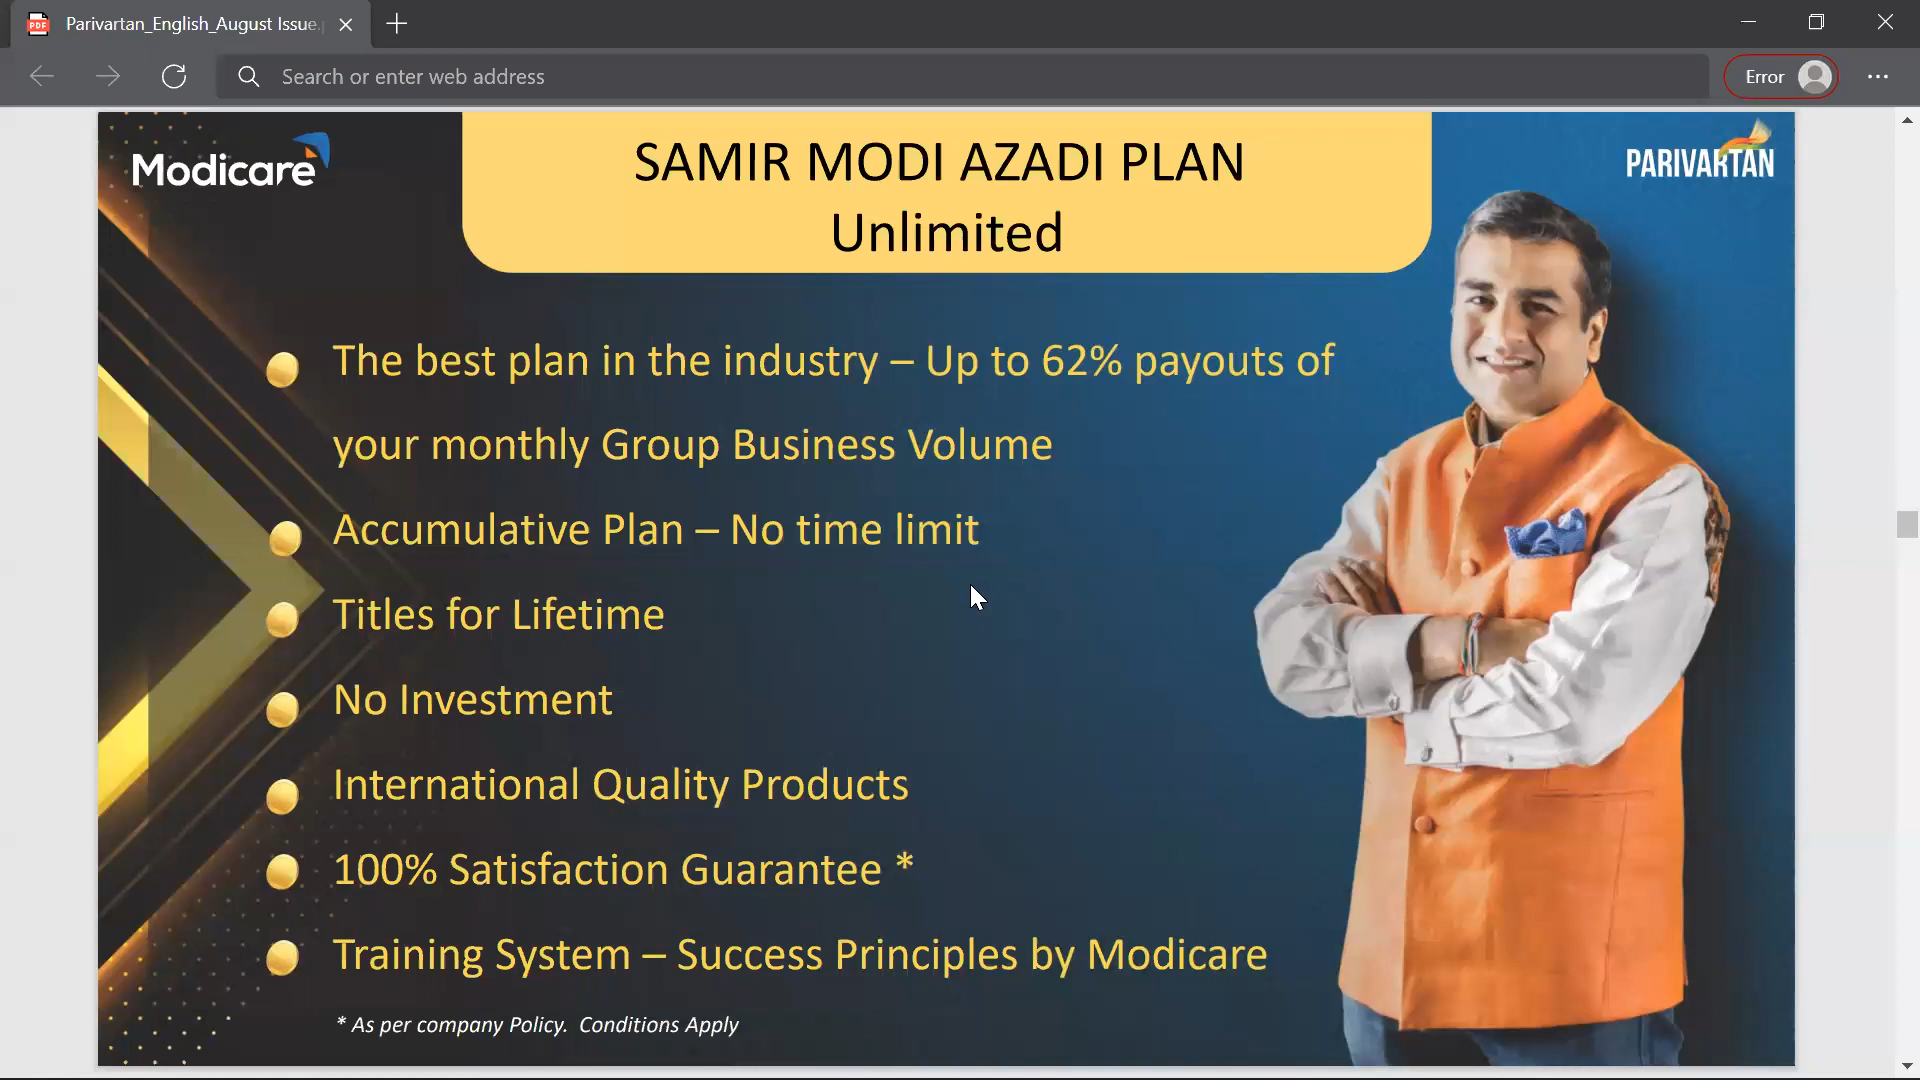 Parivartan_English_August Issue.
Search or enter web address
Error
Modicare
SAMIR MODI AZADI PLAN
Unlimited
PARIVARTAN
The best plan in the industry – Up to 62% payouts of
your monthly Group Business Volume
Accumulative Plan – No time limit
Titles for Lifetime
No Investment
International Quality Products
100% Satisfaction Guarantee *
Training System – Success Principles by Modicare
* As per company Policy. Conditions Apply